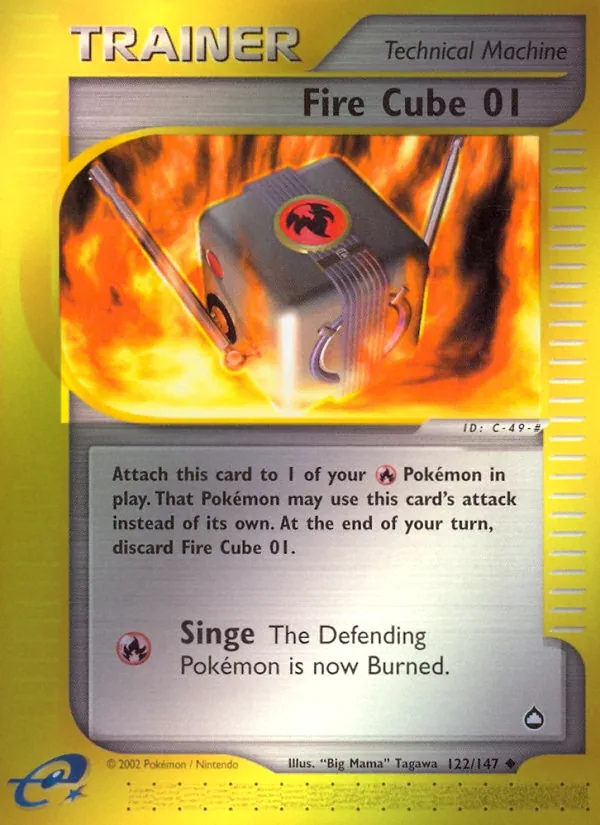 TRAINER
Technical Machine
Fire Cube 01
ID: C-49-#
Attach this card to 1 of your Pokémon in
play. That Pokémon may use this card's attack
instead of its own. At the end of your turn,
discard Fire Cube 01.
Singe The Defending
Pokémon is now Burned.
© 2002 Pokémon / Nintendo
Illus. "Big Mama" Tagawa 122/147
e